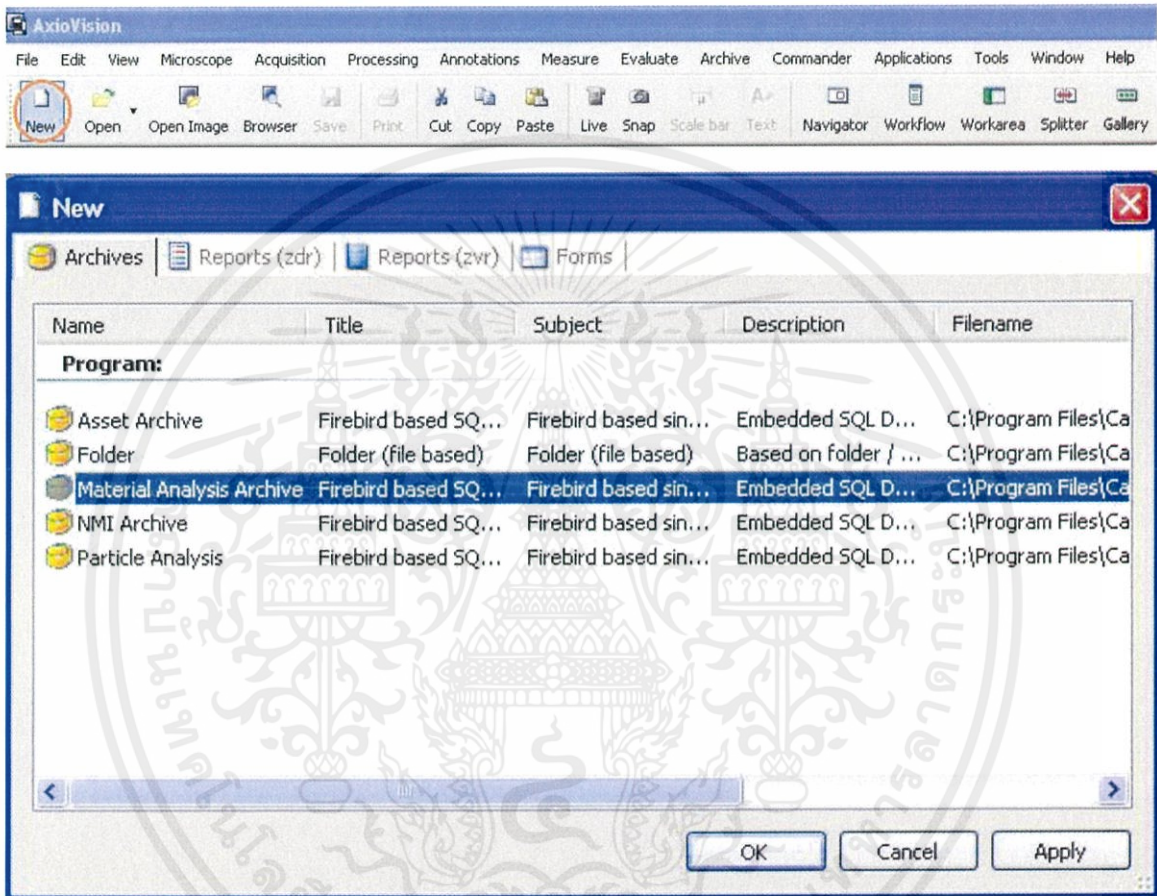 AxioVision
File Edit View Microscope Acquisition Processing Annotations Measure Evaluate Archive Commander Applications Tools Window Help
New Open Open Image Browser Save Print Cut Copy Paste Live Snap Scale bar Text Navigator Workflow Workarea Splitter Gallery
New
Archives Reports (zdr) Reports (zvr) Forms
Name Title Subject Description Filename
Program:
Asset Archive Firebird based SQ... Firebird based sin... Embedded SQL D... C:\Program Files\Ca
Folder Folder (file based) Folder (file based) Based on folder / ... C:\Program Files\Ca
Material Analysis Archive Firebird based SQ... Firebird based sin... Embedded SQL D... C:\Program Files\Ca
NMI Archive Firebird based SQ... Firebird based sin... Embedded SQL D... C:\Program Files\Ca
Particle Analysis Firebird based SQ... Firebird based sin... Embedded SQL D... C:\Program Files\Ca
OK Cancel Apply